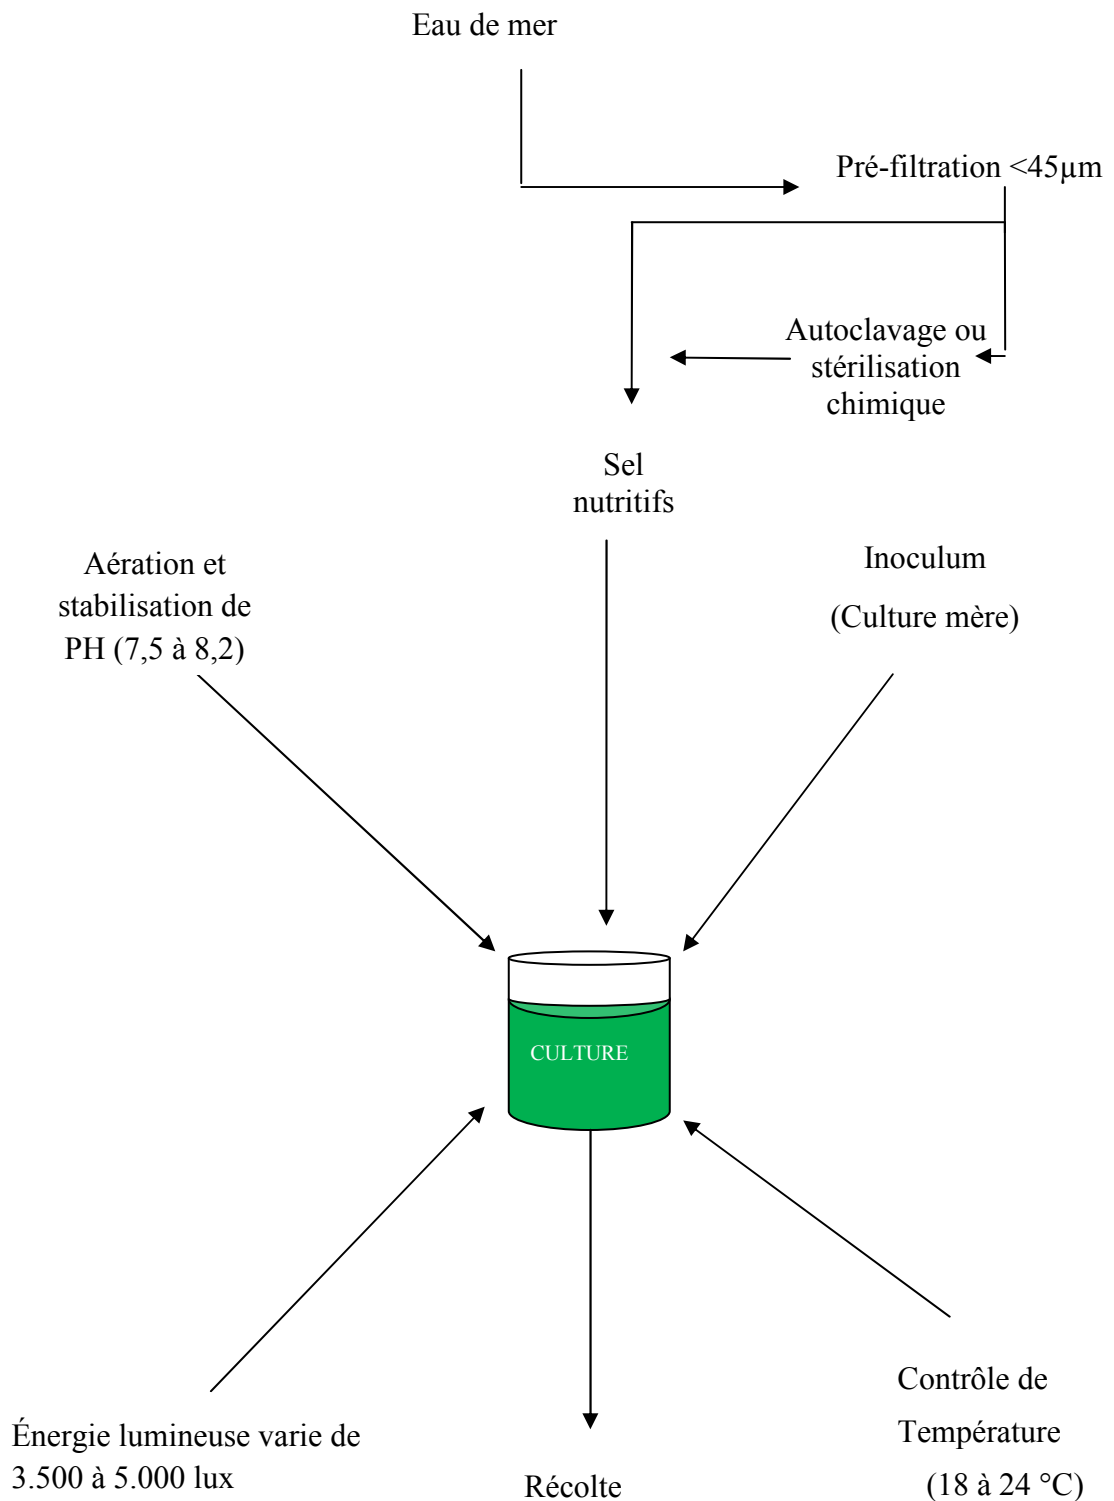 Eau de mer
Pré-filtration <45µm
Autoclavage ou
stérilisation
chimique
Sel
nutritifs
Aération et
stabilisation de
PH (7,5 à 8,2)
Inoculum
(Culture mère)
CULTURE
Énergie lumineuse varie de
3.500 à 5.000 lux
Récolte
Contrôle de
Température
(18 à 24 °C)